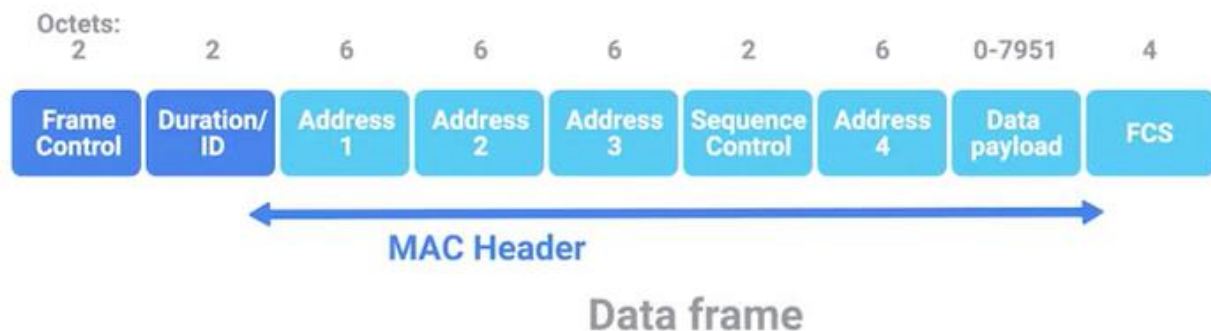 Octets:
2 2 6 6 6 2 6 0-7951 4
Frame Control Duration/ ID Address 1 Address 2 Address 3 Sequence Control Address 4 Data payload FCS
MAC Header
Data frame